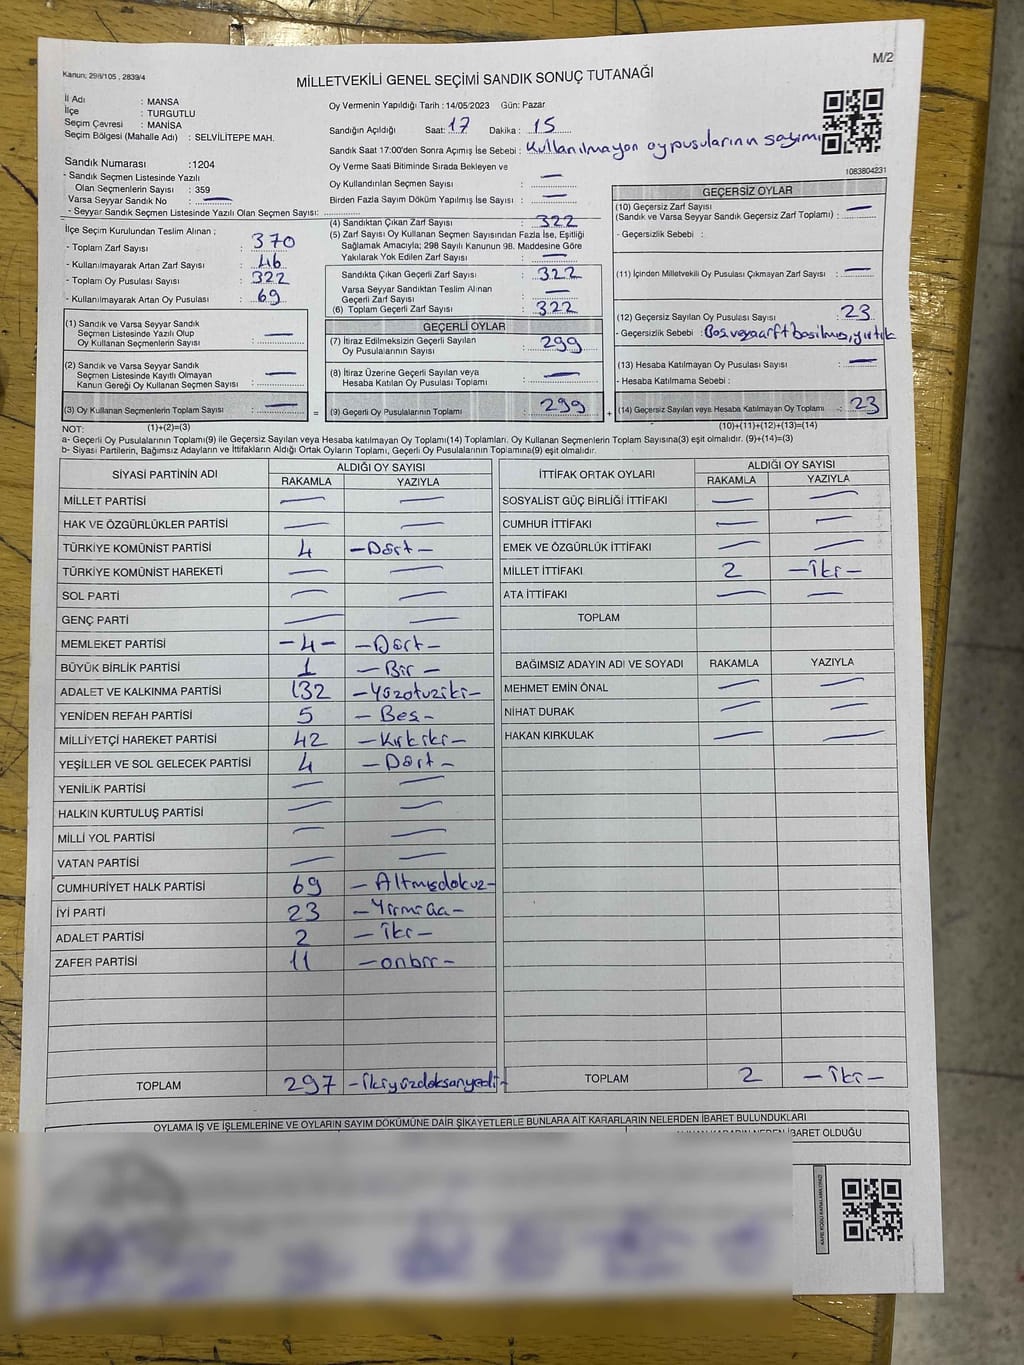 Kanun; 298/105 , 2839/4
M/2
MİLLETVEKİLİ GENEL SEÇİMİ SANDIK SONUÇ TUTANAĞI
İl Adı : MANSA
İlçe : TURGUTLU
Seçim Çevresi : MANİSA
Seçim Bölgesi (Mahalle Adı) : SELVİLİTEPE MAH.
Oy Vermenin Yapıldığı Tarih : 14/05/2023 Gün: Pazar
Sandığın Açıldığı Saat: 17 Dakika : 15
Sandık Saat 17:00'den Sonra Açımış İse Sebebi : Kullanılmayan oy pusularının sayımı
1083804231
Sandık Numarası :1204
- Sandık Seçmen Listesinde Yazılı
Olan Seçmenlerin Sayısı : 359
Varsa Seyyar Sandık No : —
- Seyyar Sandık Seçmen Listesinde Yazılı Olan Seçmen Sayısı:
Oy Verme Saati Bitiminde Sırada Bekleyen ve
Oy Kullandırılan Seçmen Sayısı : —
Birden Fazla Sayım Döküm Yapılmış İse Sayısı : —
İlçe Seçim Kurulundan Teslim Alınan ;
- Toplam Zarf Sayısı : 370
- Kullanılmayarak Artan Zarf Sayısı : 46
- Toplam Oy Pusulası Sayısı : 322
- Kullanılmayarak Artan Oy Pusulası : 69
(4) Sandıktan Çıkan Zarf Sayısı : 322
(5) Zarf Sayısı Oy Kullanan Seçmen Sayısından Fazla İse, Eşitliği
Sağlamak Amacıyla; 298 Sayılı Kanunun 98. Maddesine Göre
Yakılarak Yok Edilen Zarf Sayısı : —
Sandıkta Çıkan Geçerli Zarf Sayısı : 322
Varsa Seyyar Sandıktan Teslim Alınan
Geçerli Zarf Sayısı : —
(6) Toplam Geçerli Zarf Sayısı : 322
(1) Sandık ve Varsa Seyyar Sandık
Seçmen Listesinde Yazılı Olup
Oy Kullanan Seçmenlerin Sayısı : —
(2) Sandık ve Varsa Seyyar Sandık
Seçmen Listesinde Kayıtlı Olmayan
Kanun Gereği Oy Kullanan Seçmen Sayısı : —
(3) Oy Kullanan Seçmenlerin Toplam Sayısı : —
GEÇERLİ OYLAR
(7) İtiraz Edilmeksizin Geçerli Sayılan
Oy Pusulalarının Sayısı : 299
(8) İtiraz Üzerine Geçerli Sayılan veya
Hesaba Katılan Oy Pusulası Toplamı : —
= (9) Geçerli Oy Pusulalarının Toplamı : 299
GEÇERSİZ OYLAR
(10) Geçersiz Zarf Sayısı : —
(Sandık ve Varsa Seyyar Sandık Geçersiz Zarf Toplamı) :
- Geçersizlik Sebebi :
(11) İçinden Milletvekili Oy Pusulası Çıkmayan Zarf Sayısı : —
(12) Geçersiz Sayılan Oy Pusulası Sayısı : 23
- Geçersizlik Sebebi : Boş veya çift basılmış, yırtık
(13) Hesaba Katılmayan Oy Pusulası Sayısı : —
- Hesaba Katılmama Sebebi :
+ (14) Geçersiz Sayılan veya Hesaba Katılmayan Oy Toplamı : 23
NOT: (1)+(2)=(3)
(10)+(11)+(12)+(13)=(14)
a- Geçerli Oy Pusulalarının Toplamı(9) ile Geçersiz Sayılan veya Hesaba katılmayan Oy Toplamı(14) Toplamları. Oy Kullanan Seçmenlerin Toplam Sayısına(3) eşit olmalıdır. (9)+(14)=(3)
b- Siyasi Partilerin, Bağımsız Adayların ve İttifakların Aldığı Ortak Oyların Toplamı, Geçerli Oy Pusulalarının Toplamına(9) eşit olmalıdır.
SİYASİ PARTİNİN ADI ALDIĞI OY SAYISI
RAKAMLA YAZIYLA
MİLLET PARTİSİ — —
HAK VE ÖZGÜRLÜKLER PARTİSİ — —
TÜRKİYE KOMÜNİST PARTİSİ 4 —Dört—
TÜRKİYE KOMÜNİST HAREKETİ — —
SOL PARTİ — —
GENÇ PARTİ — —
MEMLEKET PARTİSİ —4— —Dört—
BÜYÜK BİRLİK PARTİSİ 1 —Bir—
ADALET VE KALKINMA PARTİSİ 132 —Yüzotuziki—
YENİDEN REFAH PARTİSİ 5 —Beş—
MİLLİYETÇİ HAREKET PARTİSİ 42 —Kırkiki—
YEŞİLLER VE SOL GELECEK PARTİSİ 4 —Dört—
YENİLİK PARTİSİ — —
HALKIN KURTULUŞ PARTİSİ — —
MİLLİ YOL PARTİSİ — —
VATAN PARTİSİ — —
CUMHURİYET HALK PARTİSİ 69 —Altmışdokuz—
İYİ PARTİ 23 —Yirmiüç—
ADALET PARTİSİ 2 —İki—
ZAFER PARTİSİ 11 —onbir—
TOPLAM 297 —İkiyüzdoksanyedi—
İTTİFAK ORTAK OYLARI ALDIĞI OY SAYISI
RAKAMLA YAZIYLA
SOSYALİST GÜÇ BİRLİĞİ İTTİFAKI — —
CUMHUR İTTİFAKI — —
EMEK VE ÖZGÜRLÜK İTTİFAKI — —
MİLLET İTTİFAKI 2 —İki—
ATA İTTİFAKI — —
TOPLAM
BAĞIMSIZ ADAYIN ADI VE SOYADI RAKAMLA YAZIYLA
MEHMET EMİN ÖNAL — —
NİHAT DURAK — —
HAKAN KIRKULAK — —
TOPLAM 2 —İki—
OYLAMA İŞ VE İŞLEMLERİNE VE OYLARIN SAYIM DÖKÜMÜNE DAİR ŞİKAYETLERLE BUNLARA AİT KARARLARIN NELERDEN İBARET BULUNDUKLARI
İBARET OLDUĞU